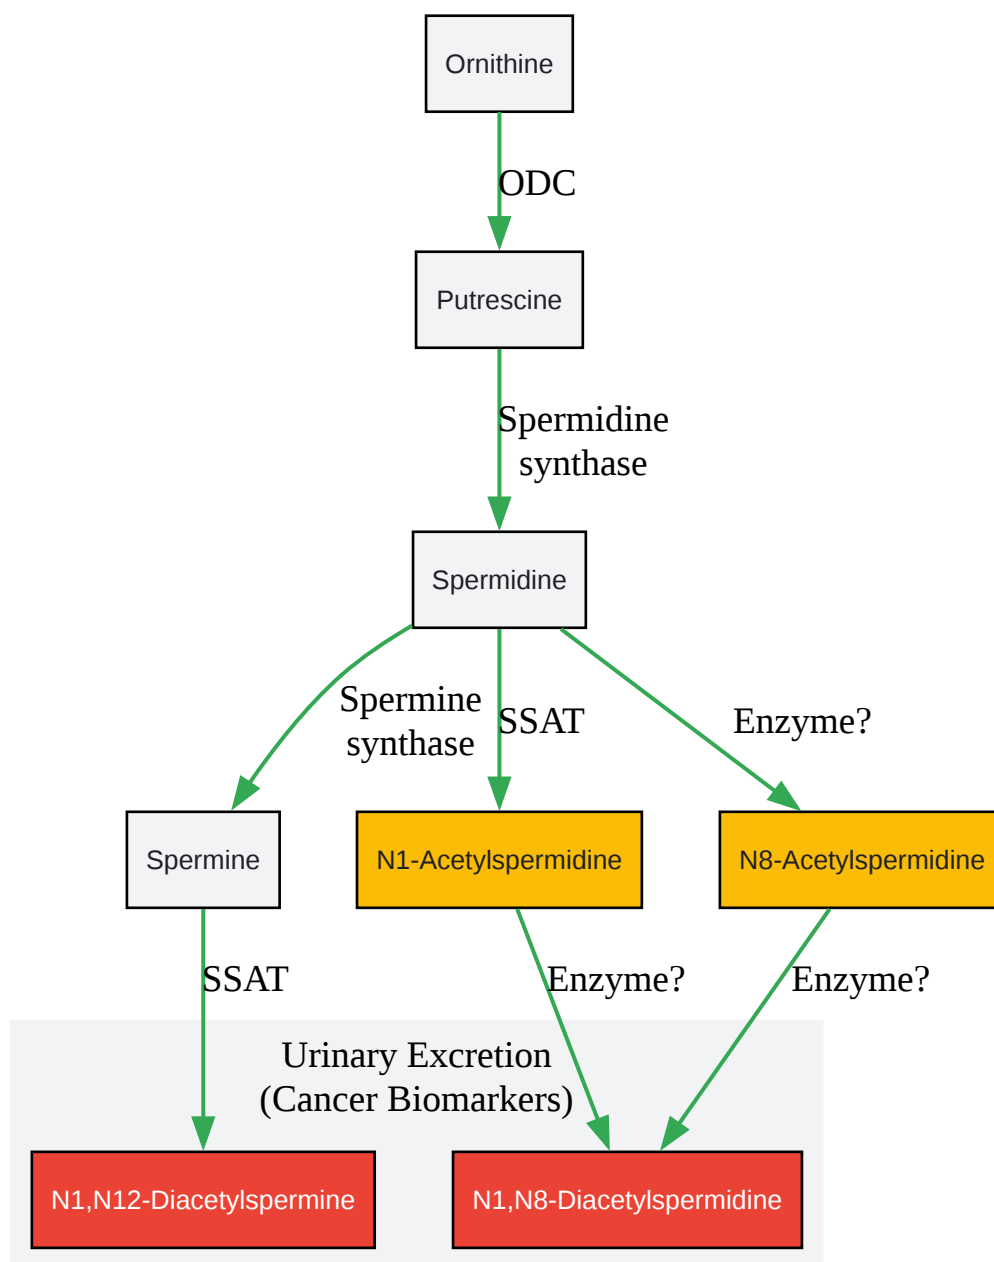 Ornithine
ODC
Putrescine
Spermidine
synthase
Spermidine
Spermine
synthase
SSAT
Enzyme?
Spermine
N1-Acetylspermidine
N8-Acetylspermidine
SSAT
Enzyme?
Enzyme?
Urinary Excretion
(Cancer Biomarkers)
N1,N12-Diacetylspermine
N1,N8-Diacetylspermidine